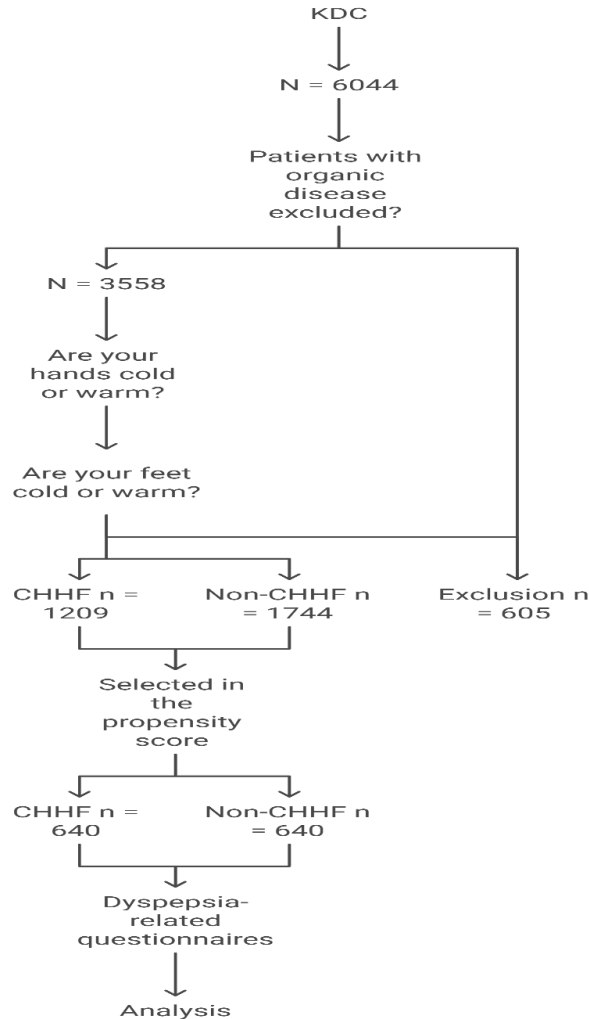 KDC
N = 6044
Patients with
organic
disease
excluded?
N = 3558
Are your
hands cold
or warm?
Are your feet
cold or warm?
CHHF n =
1209
Non-CHHF n
= 1744
Exclusion n
= 605
Selected in
the
propensity
score
CHHF n =
640
Non-CHHF n
= 640
Dyspepsia-
related
questionnaires
Analysis